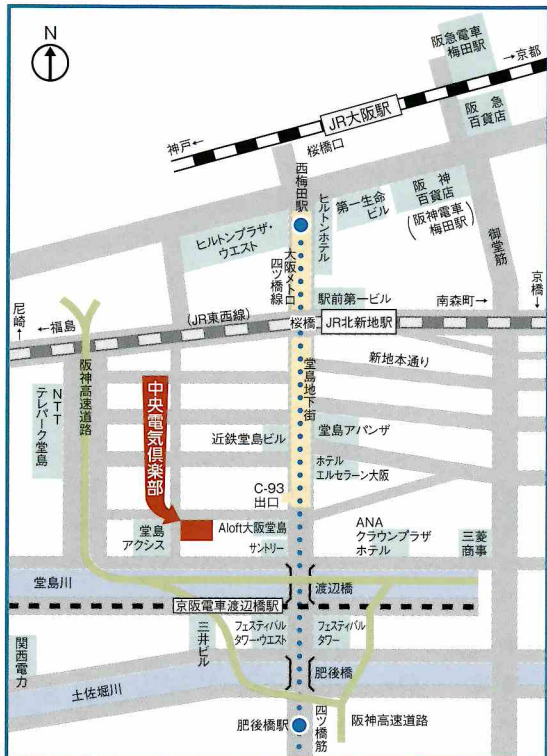 N
阪急電車
梅田駅
→京都
阪急
百貨店
JR大阪駅
神戸←
桜橋口
西梅田駅
ヒルトンホテル
第一生命
ビル
阪神
百貨店
(阪神電車
梅田駅)
御堂筋
ヒルトンプラザ・
ウエスト
大阪メトロ
四ツ橋線
駅前第一ビル
南森町→
京橋↓
尼崎↑
←福島
(JR東西線)
桜橋
JR北新地駅
阪神高速道路
NTT
テレパーク堂島
中央電気倶楽部
堂島地下街
新地本通り
近鉄堂島ビル
堂島アバンザ
ホテル
エルセラーン大阪
C-93
出口
堂島
アクシス
Aloft大阪堂島
サントリー
ANA
クラウンプラザ
ホテル
三菱
商事
堂島川
渡辺橋
京阪電車渡辺橋駅
関西電力
三井ビル
フェスティバル
タワー・ウエスト
フェスティバル
タワー
肥後橋
土佐堀川
肥後橋駅
四ツ橋筋
阪神高速道路